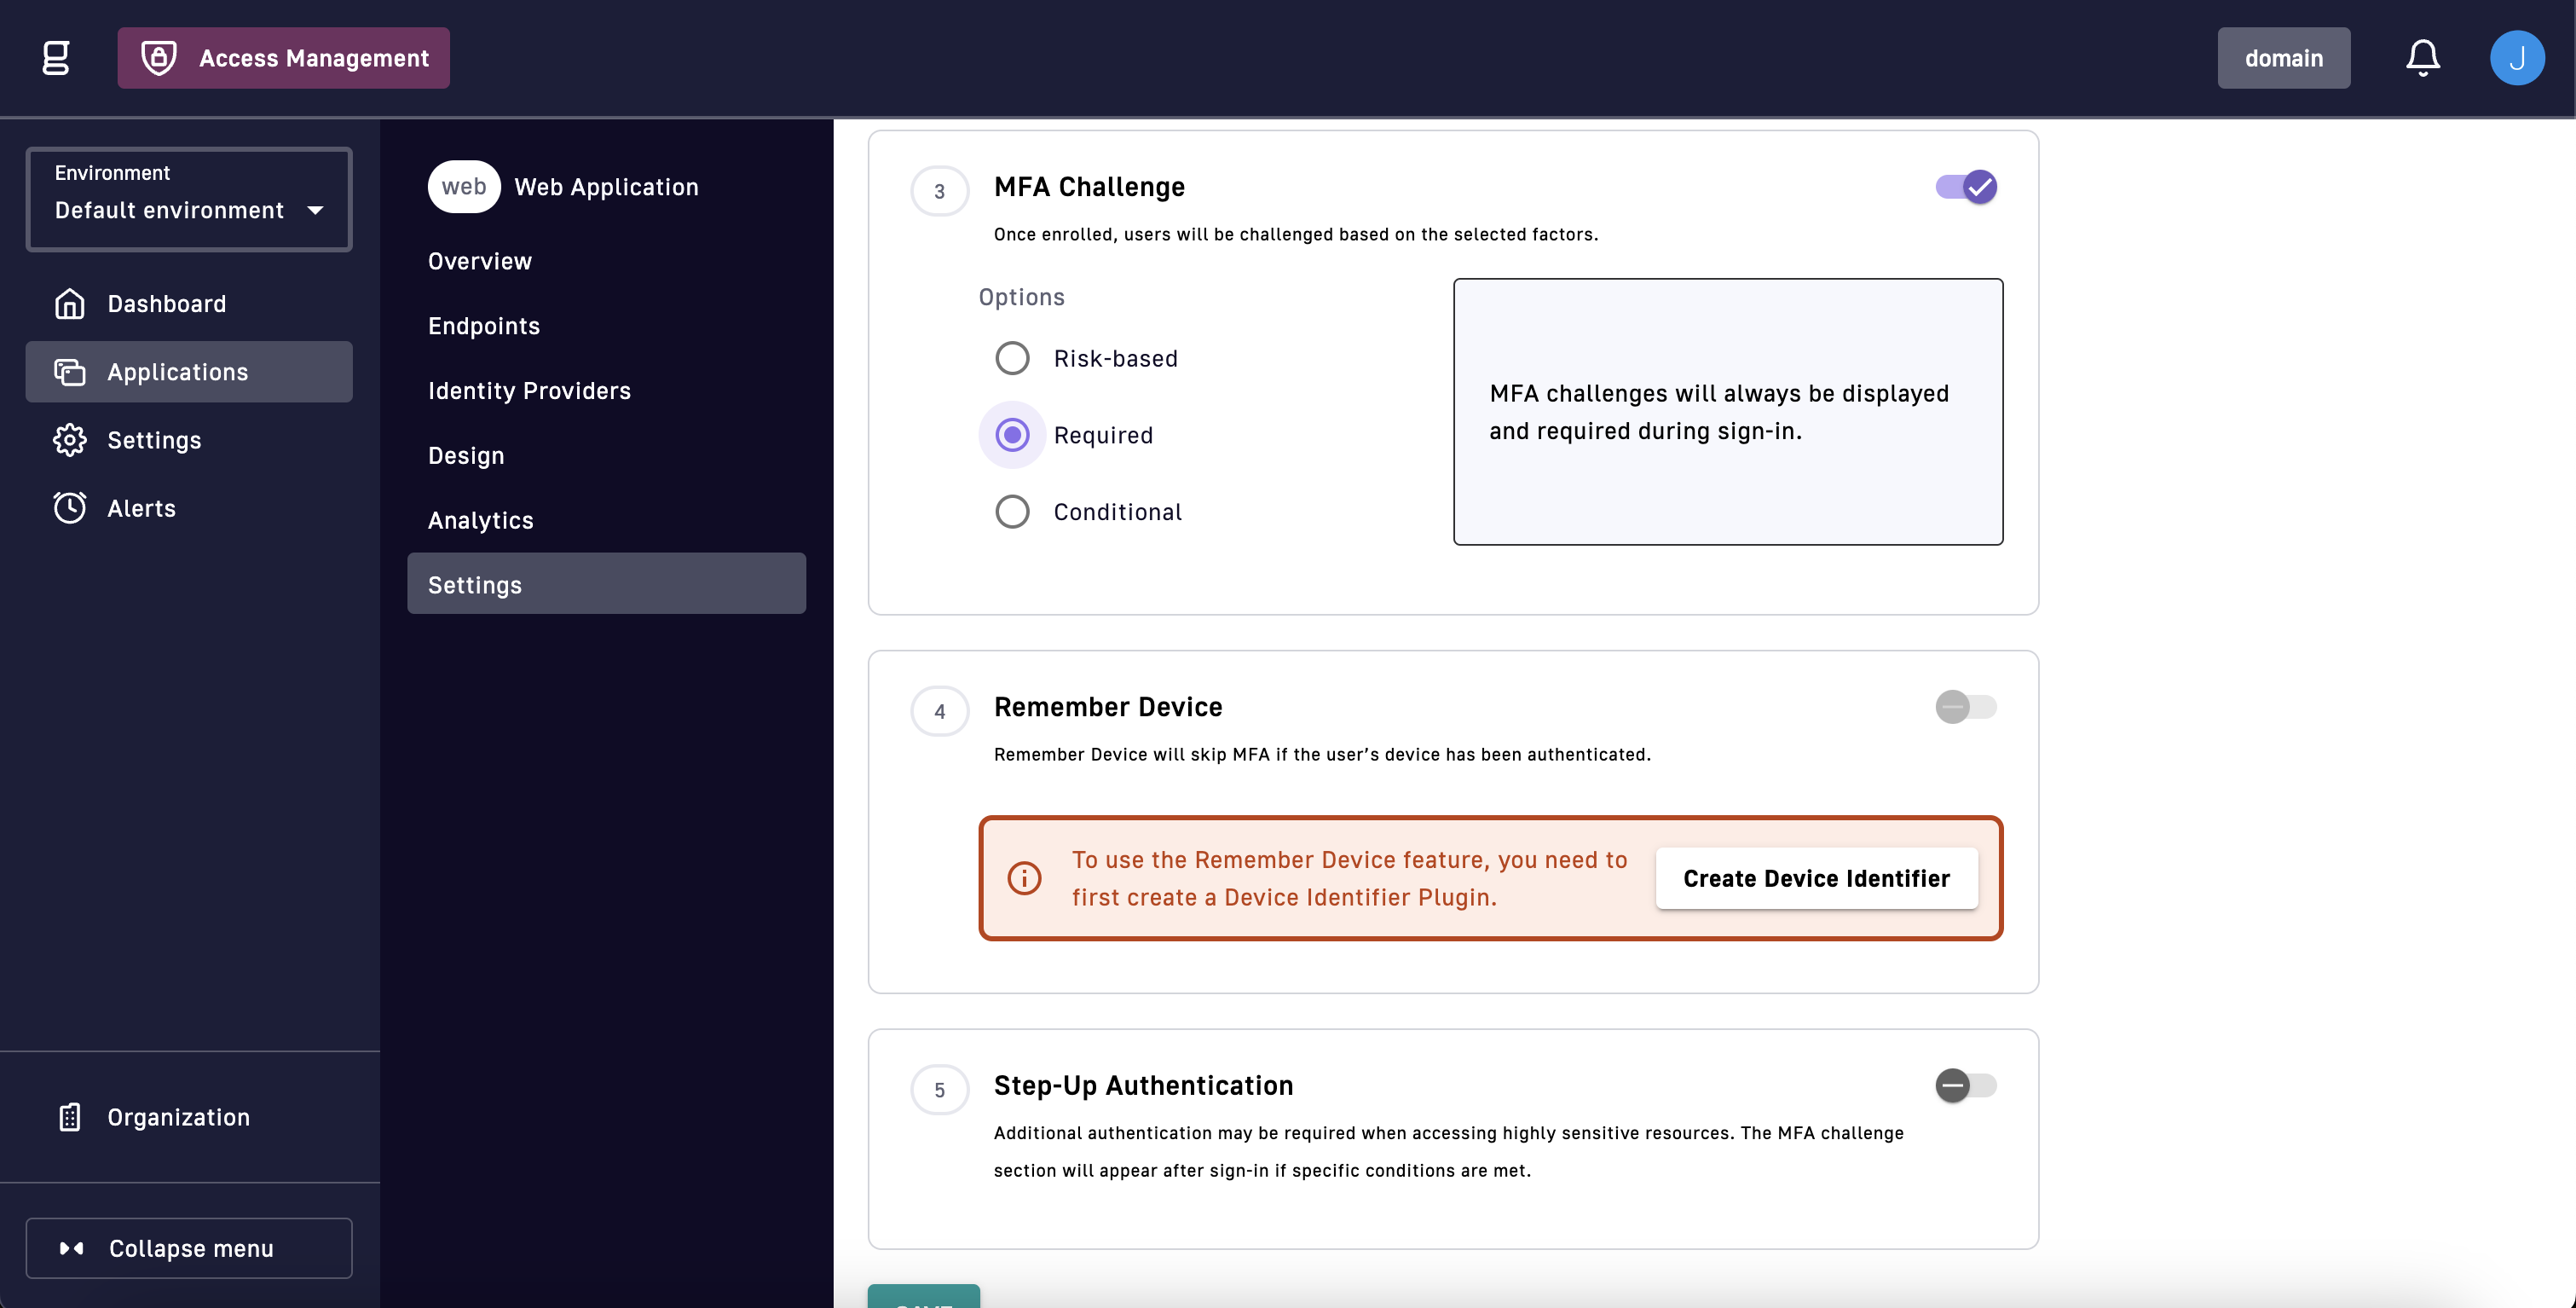 g
Access Management
domain
J
Environment
Default environment
Dashboard
Applications
Settings
Alerts
Organization
Collapse menu
web Web Application
Overview
Endpoints
Identity Providers
Design
Analytics
Settings
3
MFA Challenge
Once enrolled, users will be challenged based on the selected factors.
Options
Risk-based
Required
Conditional
MFA challenges will always be displayed
and required during sign-in.
4
Remember Device
Remember Device will skip MFA if the user’s device has been authenticated.
To use the Remember Device feature, you need to
first create a Device Identifier Plugin.
Create Device Identifier
5
Step-Up Authentication
Additional authentication may be required when accessing highly sensitive resources. The MFA challenge
section will appear after sign-in if specific conditions are met.